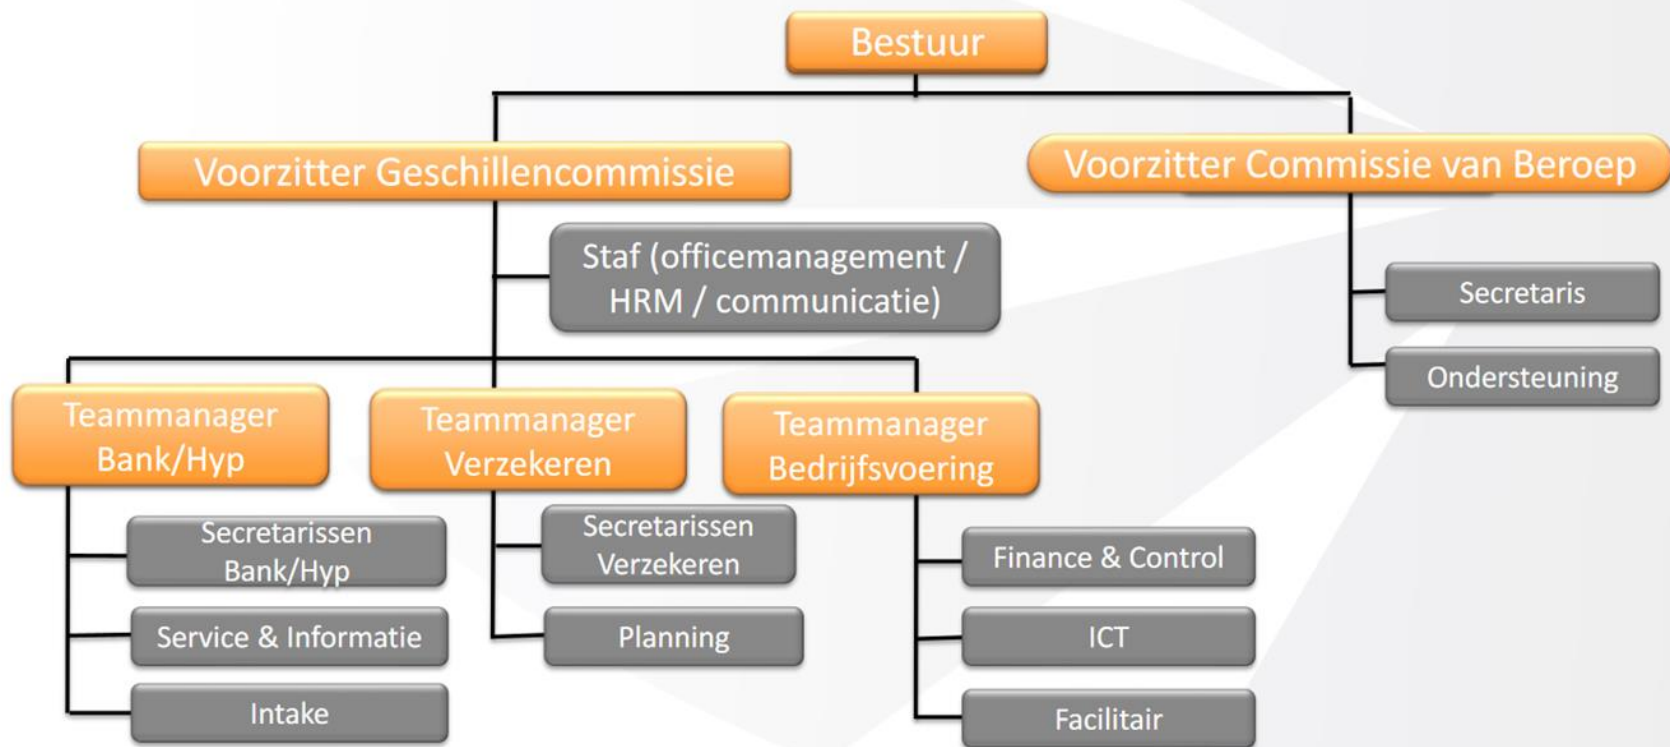 Bestuur
Voorzitter Geschillencommissie
Voorzitter Commissie van Beroep
Staf (officemanagement /
HRM / communicatie)
Secretaris
Ondersteuning
Teammanager
Bank/Hyp
Teammanager
Verzekeren
Teammanager
Bedrijfsvoering
Secretarissen
Bank/Hyp
Service & Informatie
Intake
Secretarissen
Verzekeren
Planning
Finance & Control
ICT
Facilitair